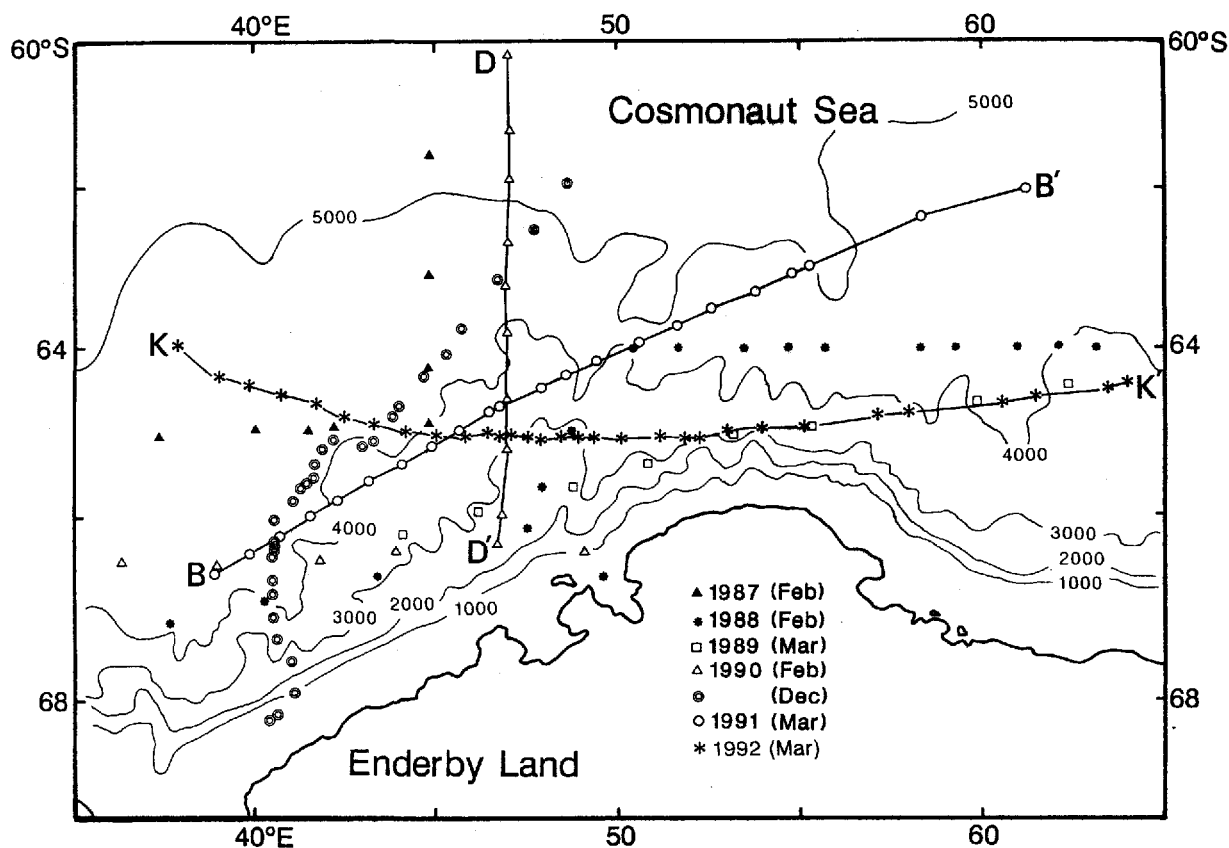 40°E 50 60
60°S 60°S
D
Cosmonaut Sea
5000
B′
5000
K
64 64
K′
4000
4000
D′
B
3000
3000
2000
1000
2000
1000
▲ 1987 (Feb)
✱ 1988 (Feb)
□ 1989 (Mar)
△ 1990 (Feb)
◎ (Dec)
○ 1991 (Mar)
* 1992 (Mar)
68 68
Enderby Land
40°E 50 60